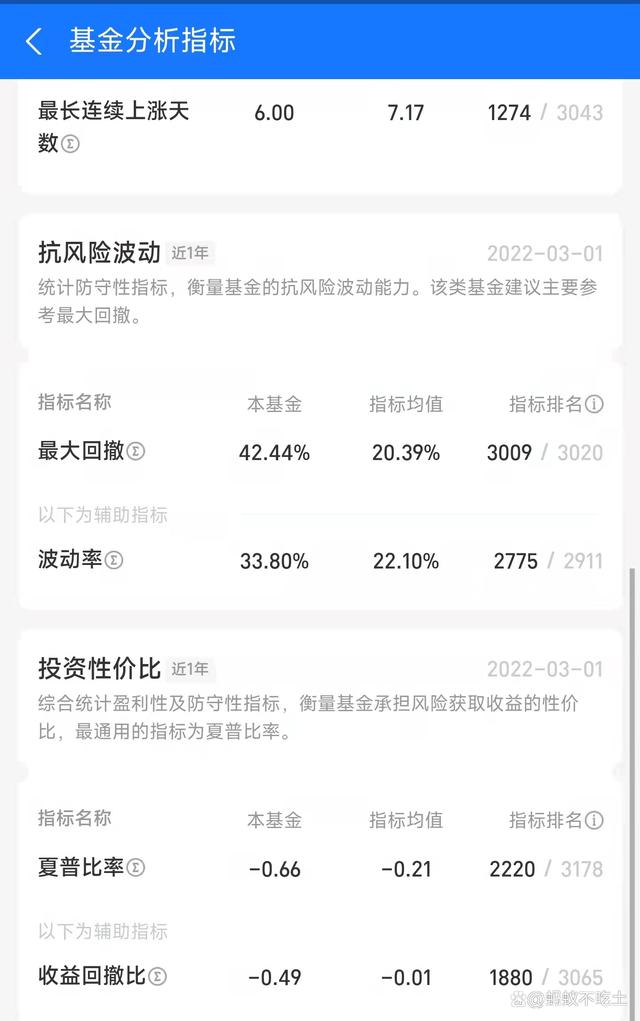 基金分析指标
最长连续上涨天 6.00 7.17 1274 / 3043
数
抗风险波动 近1年 2022-03-01
统计防守性指标，衡量基金的抗风险波动能力。该类基金建议主要参
考最大回撤。
指标名称 本基金 指标均值 指标排名
最大回撤 42.44% 20.39% 3009 / 3020
以下为辅助指标
波动率 33.80% 22.10% 2775 / 2911
投资性价比 近1年 2022-03-01
综合统计盈利性及防守性指标，衡量基金承担风险获取收益的性价
比，最通用的指标为夏普比率。
指标名称 本基金 指标均值 指标排名
夏普比率 -0.66 -0.21 2220 / 3178
以下为辅助指标
收益回撤比 -0.49 -0.01 1880 / 3065
@蚂蚁不吃土